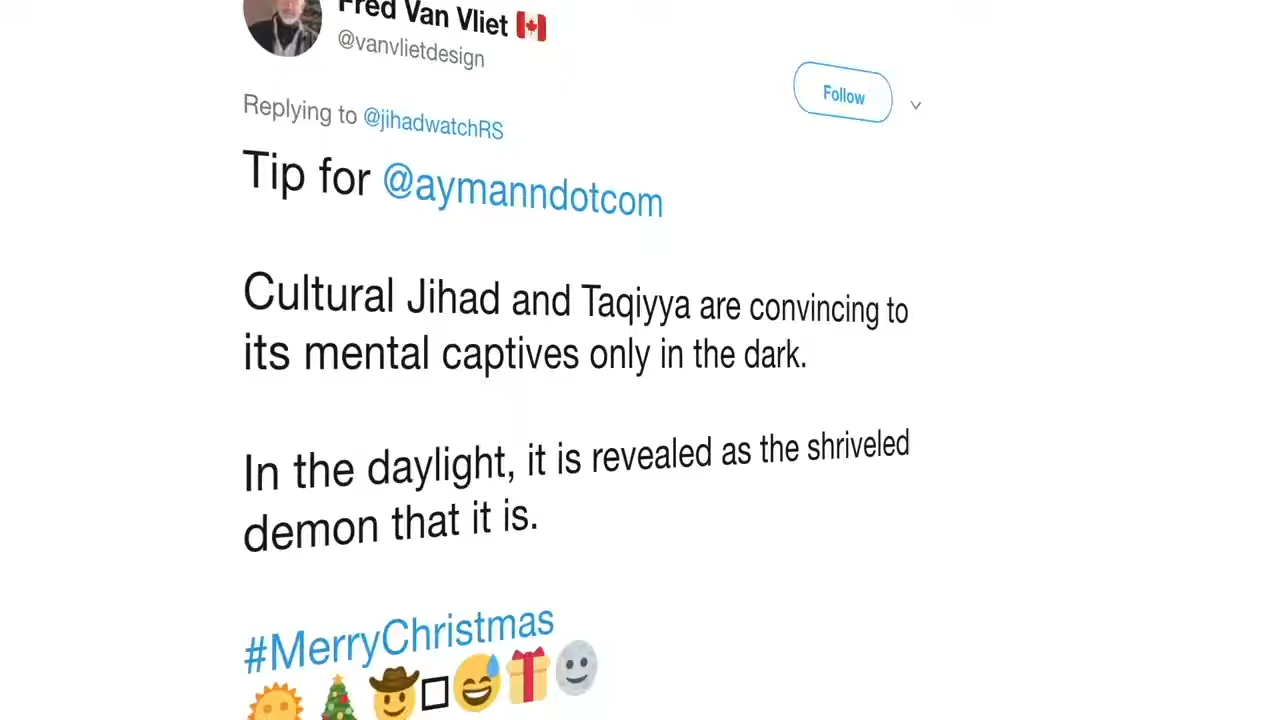 Fred Van Vliet
@vanvlietdesign
Follow
Replying to @jihadwatchRS
Tip for @aymanndotcom
Cultural Jihad and Taqiyya are convincing to
its mental captives only in the dark.
In the daylight, it is revealed as the shriveled
demon that it is.
#MerryChristmas